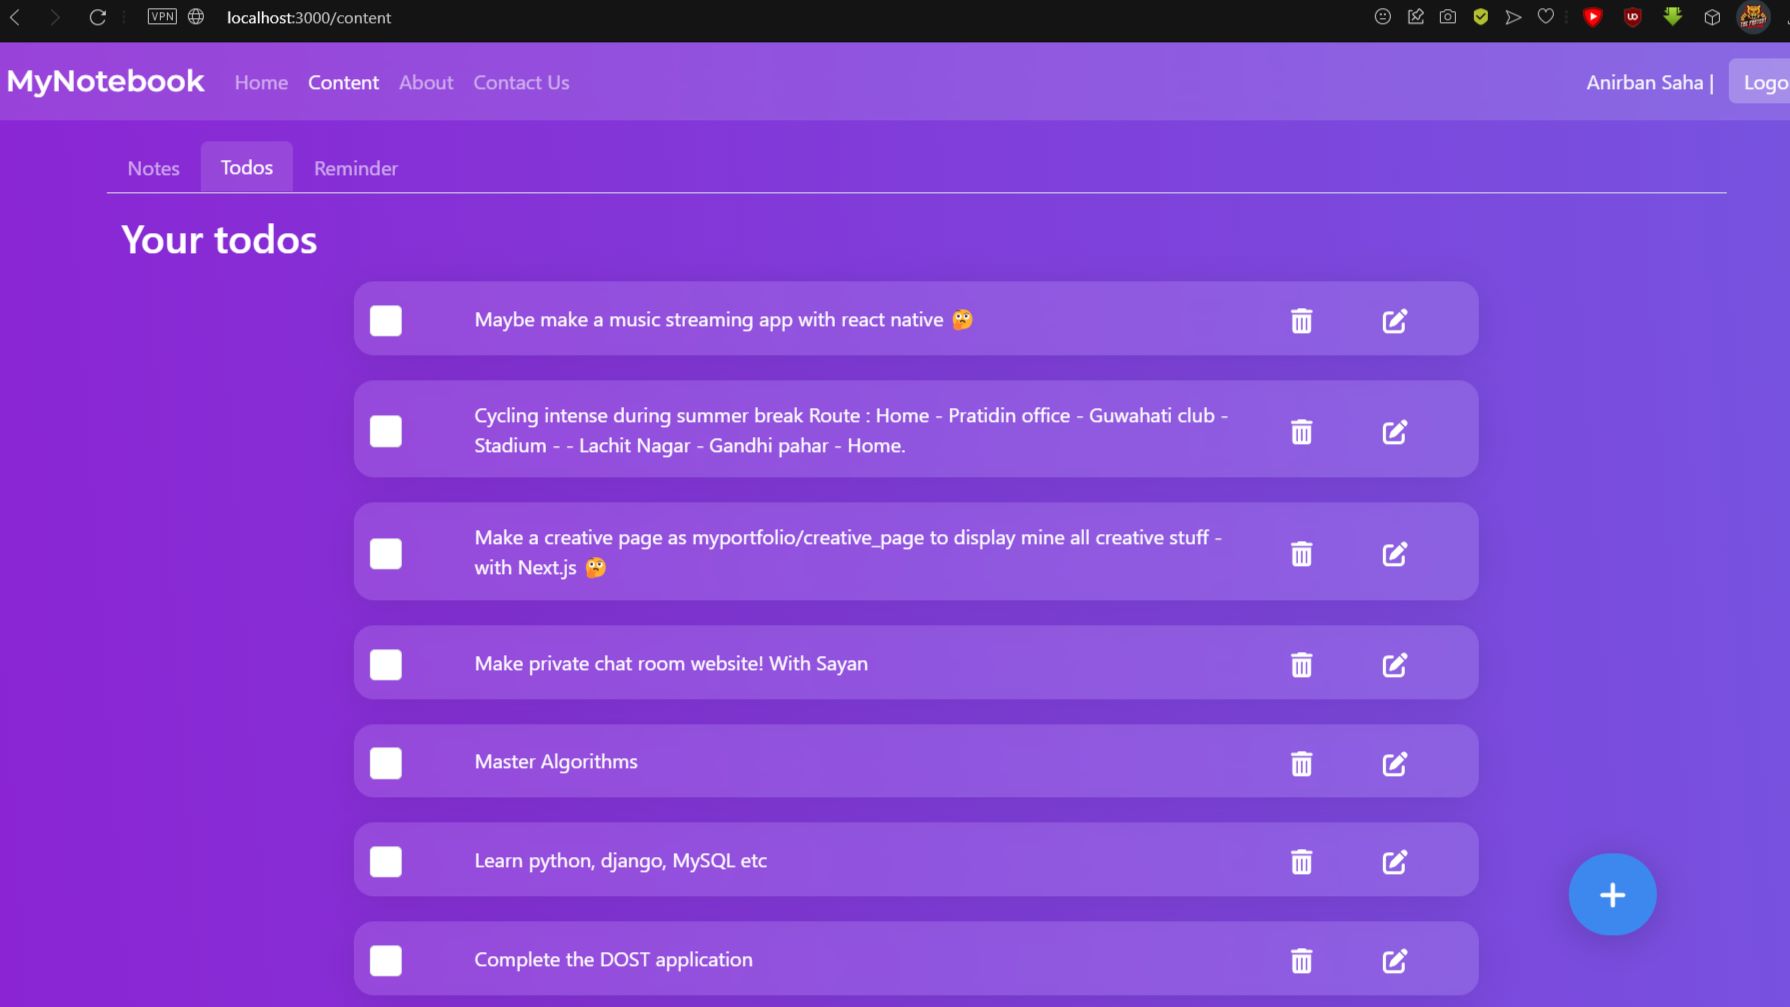 VPN localhost:3000/content
MyNotebook Home Content About Contact Us Anirban Saha | Logo
Notes Todos Reminder
Your todos
Maybe make a music streaming app with react native 🤔
Cycling intense during summer break Route : Home - Pratidin office - Guwahati club -
Stadium - - Lachit Nagar - Gandhi pahar - Home.
Make a creative page as myportfolio/creative_page to display mine all creative stuff -
with Next.js 🤔
Make private chat room website! With Sayan
Master Algorithms
Learn python, django, MySQL etc
Complete the DOST application